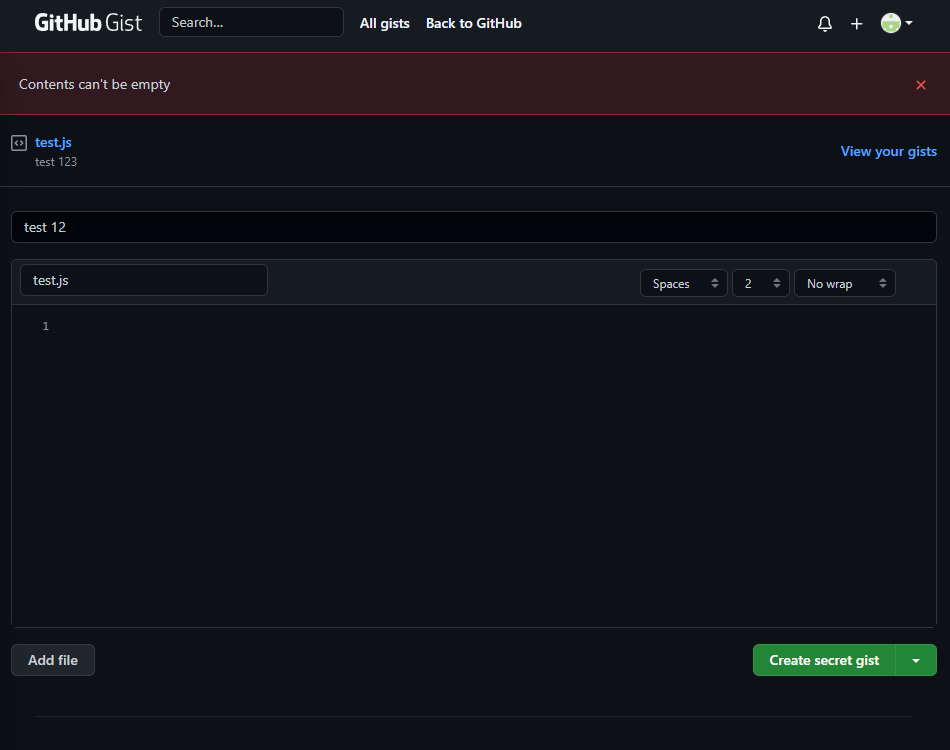 GitHub Gist Search... All gists Back to GitHub
Contents can't be empty
test.js
test 123
View your gists
test 12
test.js Spaces 2 No wrap
1
Add file Create secret gist